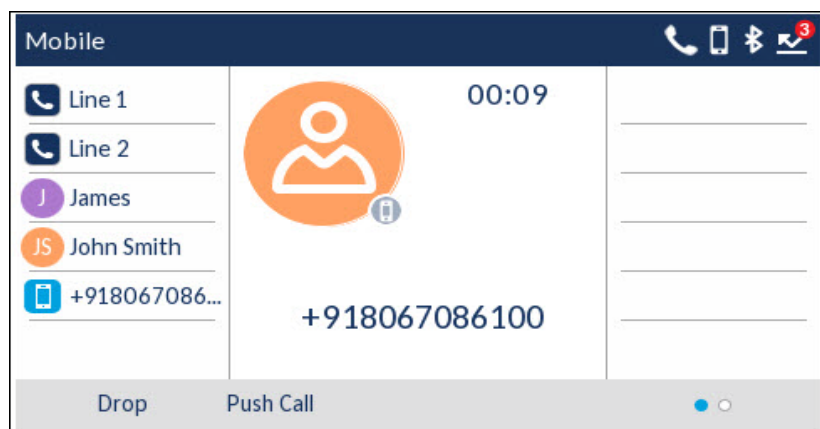 Mobile
3
Line 1
Line 2
J James
JS John Smith
+918067086...
00:09
+918067086100
Drop Push Call